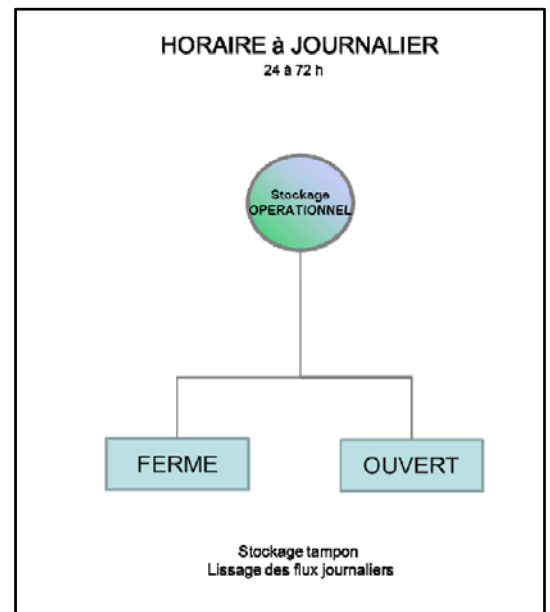 HORAIRE à JOURNALIER
24 à 72 h
Stockage
OPERATIONNEL
FERME
OUVERT
Stockage tampon
Lissage des flux journaliers